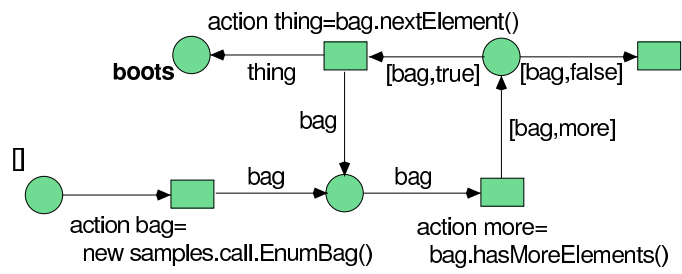 action thing=bag.nextElement()
boots
thing
[bag,true]
[bag,false]
bag
[bag,more]
[]
bag
bag
action bag=
new samples.call.EnumBag()
action more=
bag.hasMoreElements()